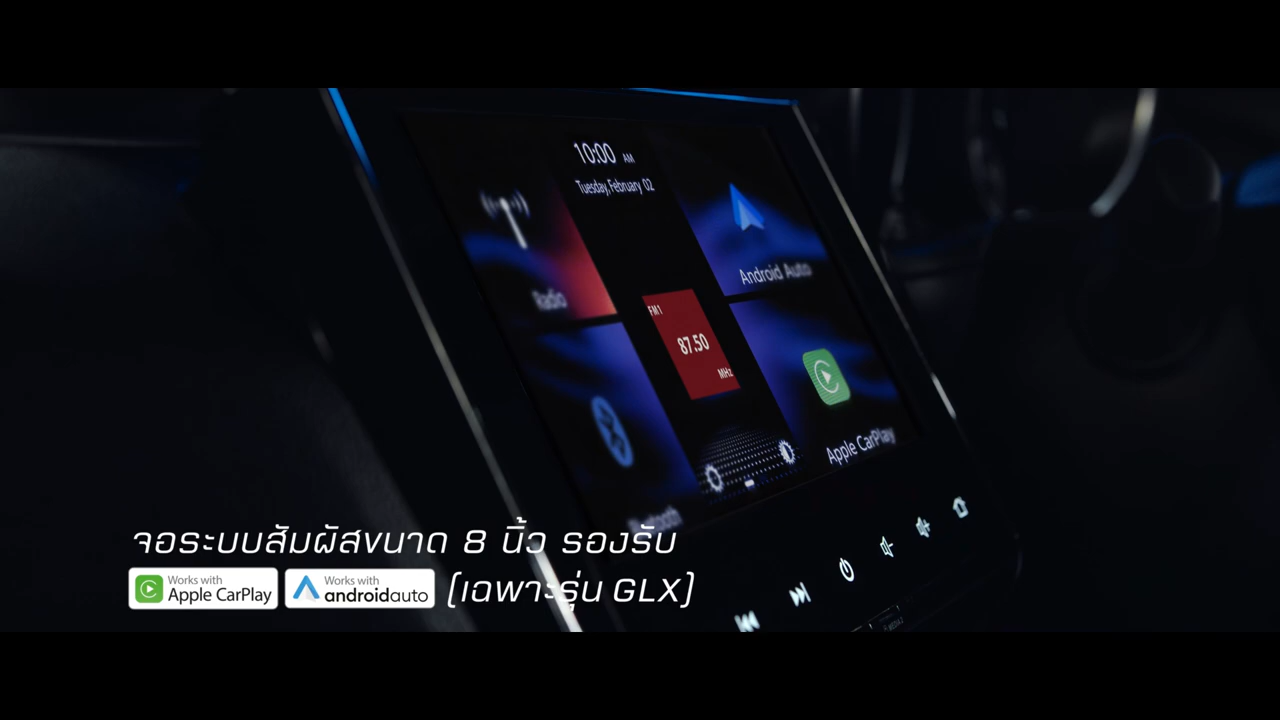 10:00 AM
Tuesday, February 02
Radio
Android Auto
FM1
87.50
MHz
Apple CarPlay
Bluetooth
จอระบบสัมผัสขนาด 8 นิ้ว รองรับ
Works with Apple CarPlay Works with androidauto (เฉพาะรุ่น GLX)